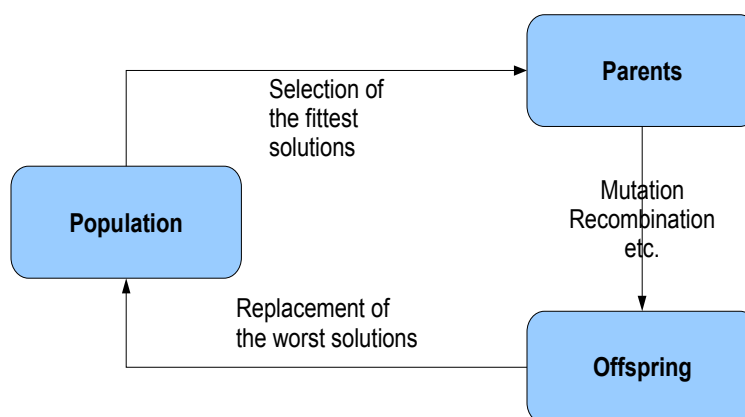 Parents
Selection of
the fittest
solutions
Population
Mutation
Recombination
etc.
Replacement of
the worst solutions
Offspring